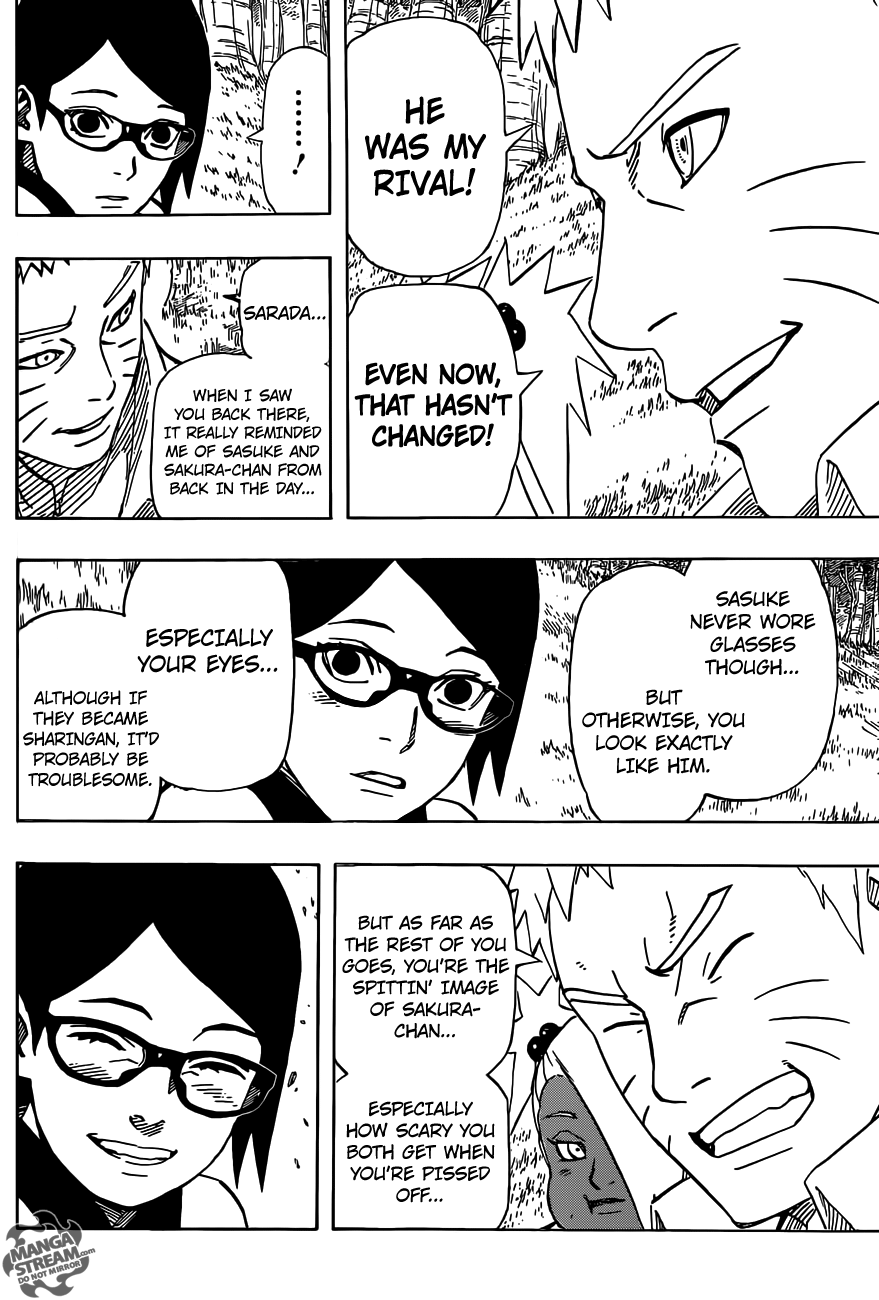 HE
WAS MY
RIVAL!
EVEN NOW,
THAT HASN'T
CHANGED!
......!
SARADA...
WHEN I SAW
YOU BACK THERE,
IT REALLY REMINDED
ME OF SASUKE AND
SAKURA-CHAN FROM
BACK IN THE DAY...
SASUKE
NEVER WORE
GLASSES
THOUGH...
BUT
OTHERWISE, YOU
LOOK EXACTLY
LIKE HIM.
ESPECIALLY
YOUR EYES...
ALTHOUGH IF
THEY BECAME
SHARINGAN, IT'D
PROBABLY BE
TROUBLESOME.
BUT AS FAR AS
THE REST OF YOU
GOES, YOU'RE THE
SPITTIN' IMAGE
OF SAKURA-
CHAN...
ESPECIALLY
HOW SCARY YOU
BOTH GET WHEN
YOU'RE PISSED
OFF...
MANGA
STREAM.com
DO NOT MIRROR